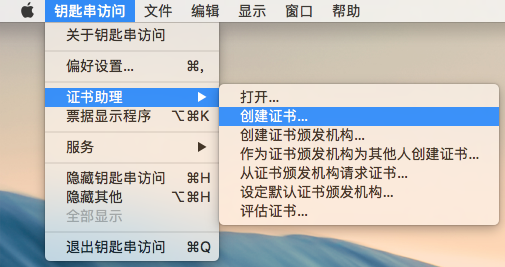 钥匙串访问 文件 编辑 显示 窗口 帮助
关于钥匙串访问
偏好设置... ⌘,
证书助理 ▶
票据显示程序 ⌥⌘K
服务 ▶
隐藏钥匙串访问 ⌘H
隐藏其他 ⌥⌘H
全部显示
退出钥匙串访问 ⌘Q
打开...
创建证书...
创建证书颁发机构...
作为证书颁发机构为其他人创建证书...
从证书颁发机构请求证书...
设定默认证书颁发机构...
评估证书...